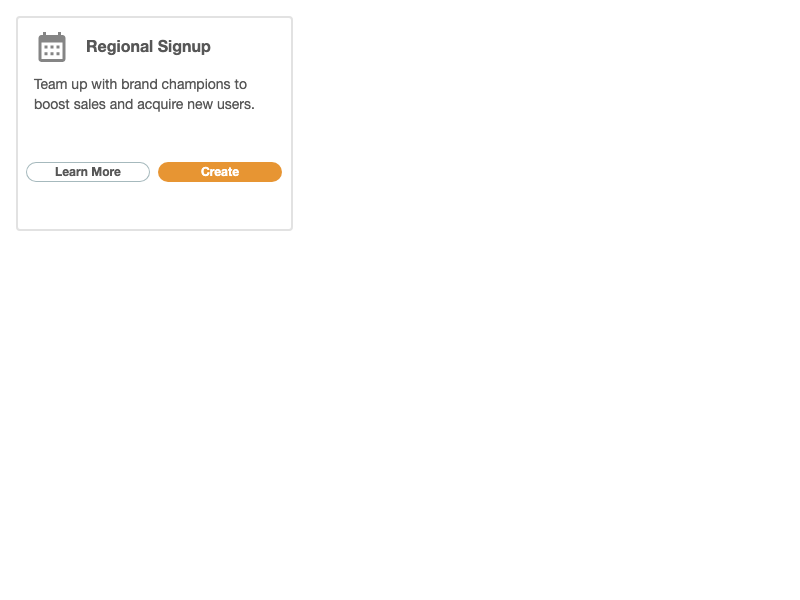 Regional Signup
Team up with brand champions to
boost sales and acquire new users.
Learn More
Create